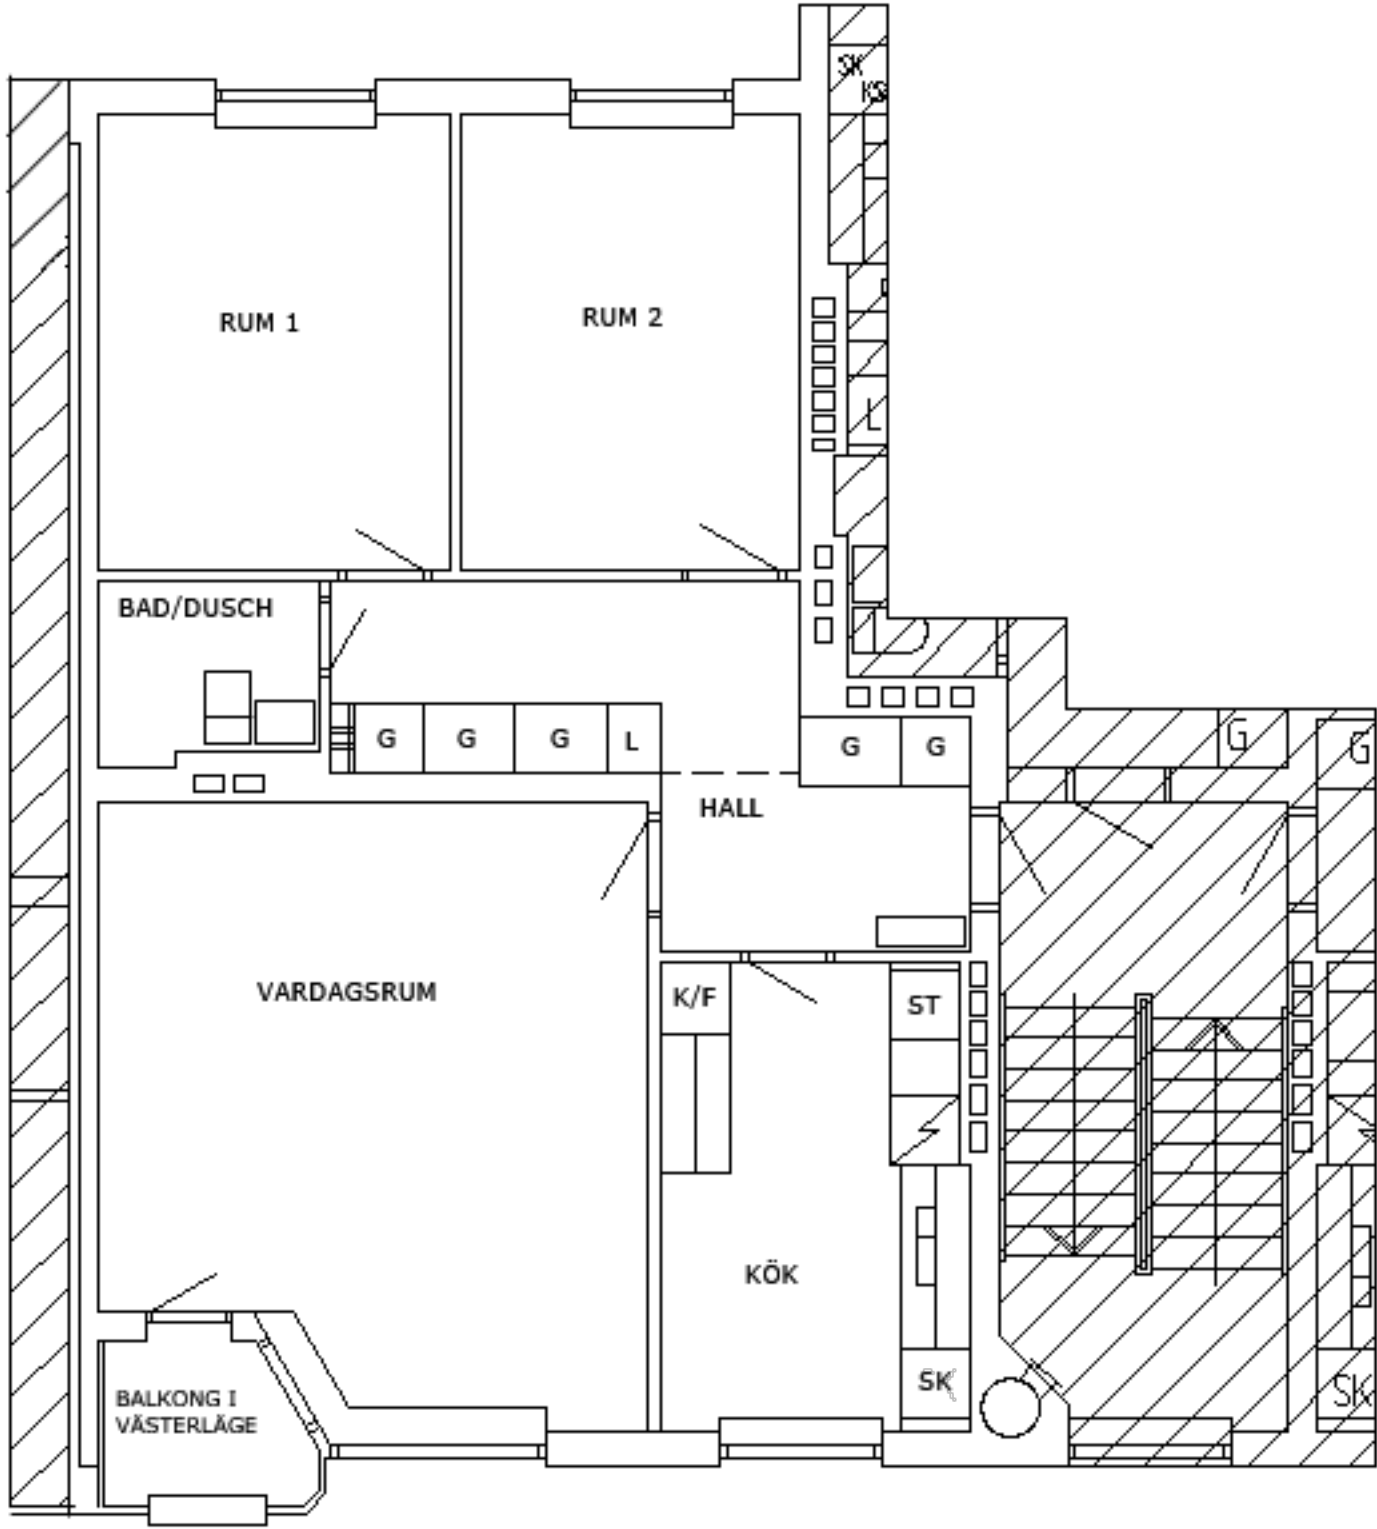 SK
KS
RUM 1
RUM 2
L
BAD/DUSCH
G
G
G
L
G
G
G
G
HALL
VARDAGSRUM
K/F
ST
KÖK
SK
SK
BALKONG I
VÄSTERLÄGE